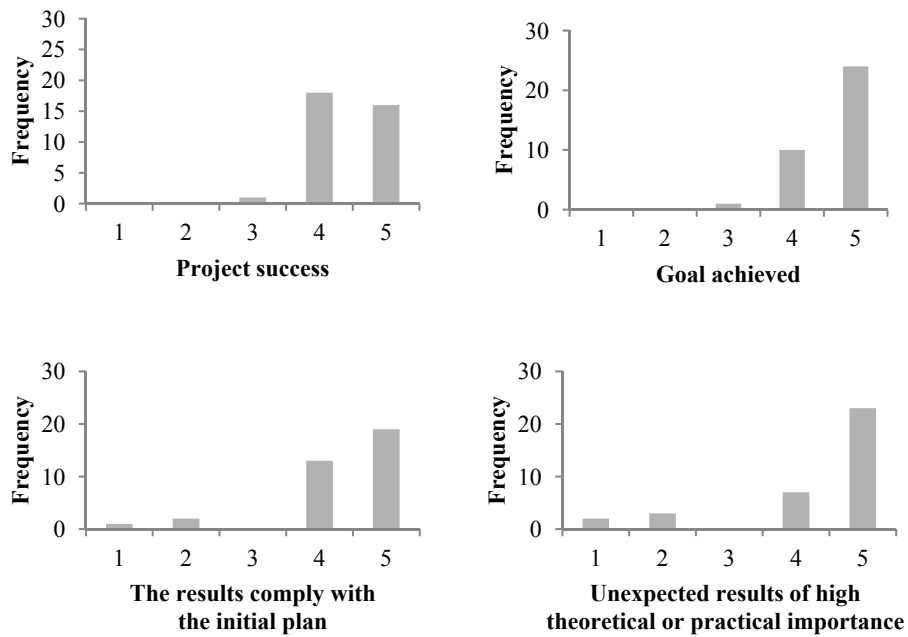 30
25
20
15
10
5
0
Frequency
1 2 3 4 5
Project success
30
20
10
0
Frequency
1 2 3 4 5
Goal achieved
30
20
10
0
Frequency
1 2 3 4 5
The results comply with
the initial plan
30
20
10
0
Frequency
1 2 3 4 5
Unexpected results of high
theoretical or practical importance